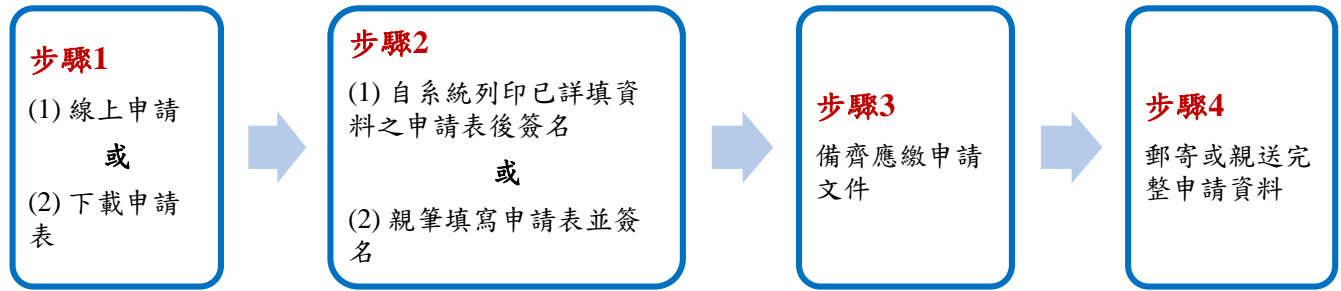 步驟1
(1) 線上申請
或
(2) 下載申請
表
步驟2
(1) 自系統列印已詳填資
料之申請表後簽名
或
(2) 親筆填寫申請表並簽
名
步驟3
備齊應繳申請
文件
步驟4
郵寄或親送完
整申請資料